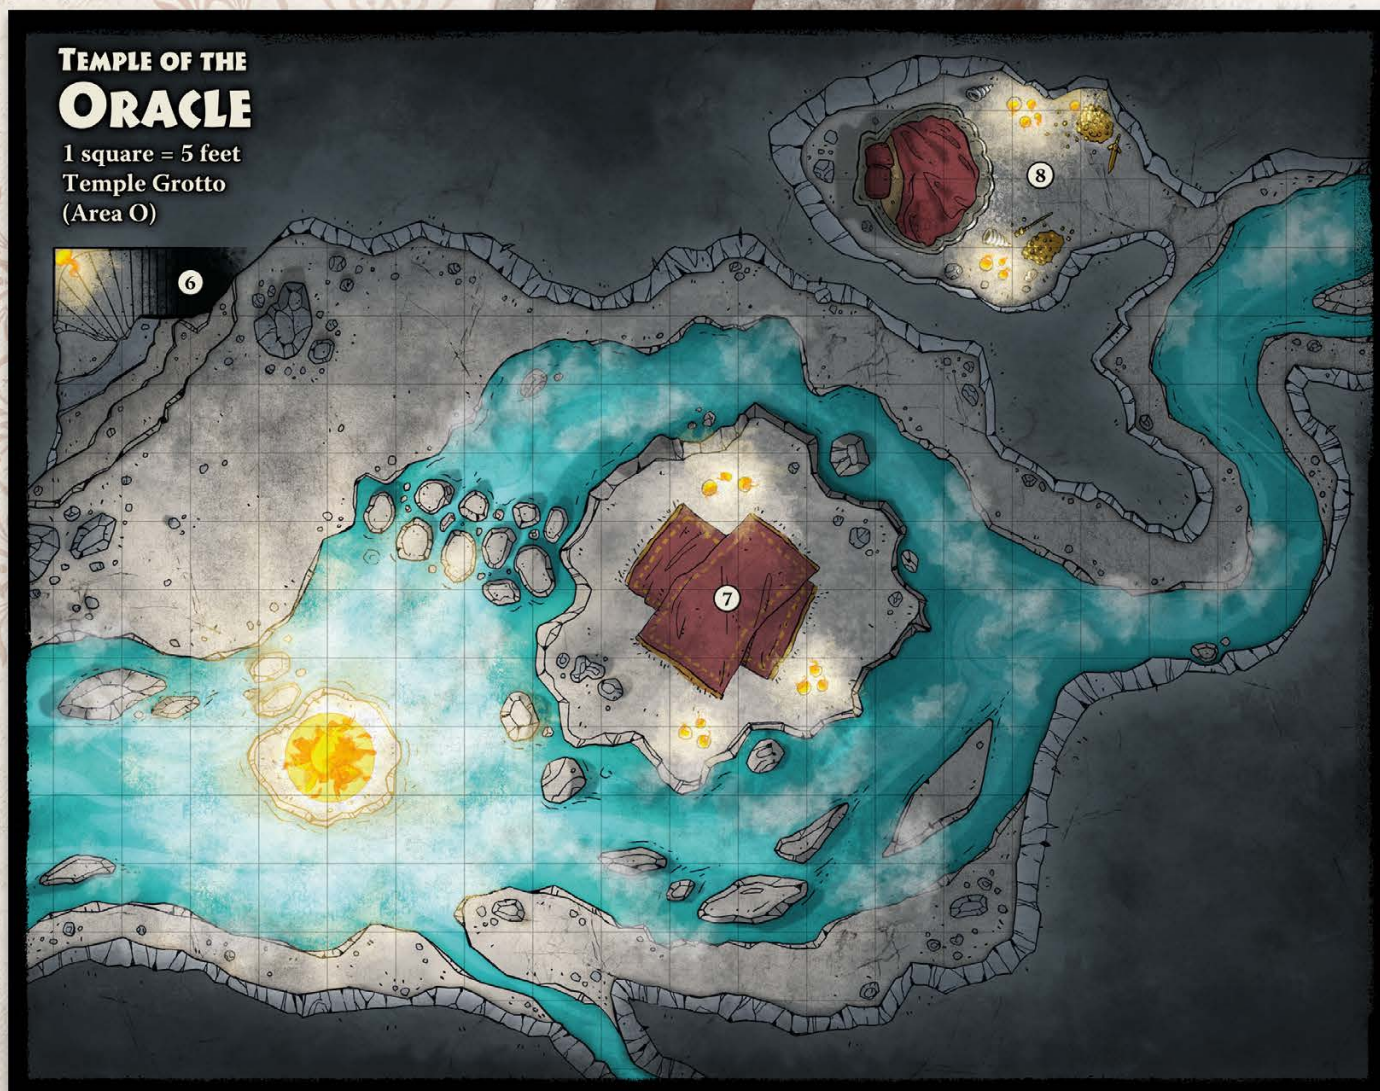 TEMPLE OF THE
ORACLE
1 square = 5 feet
Temple Grotto
(Area O)
8
6
7